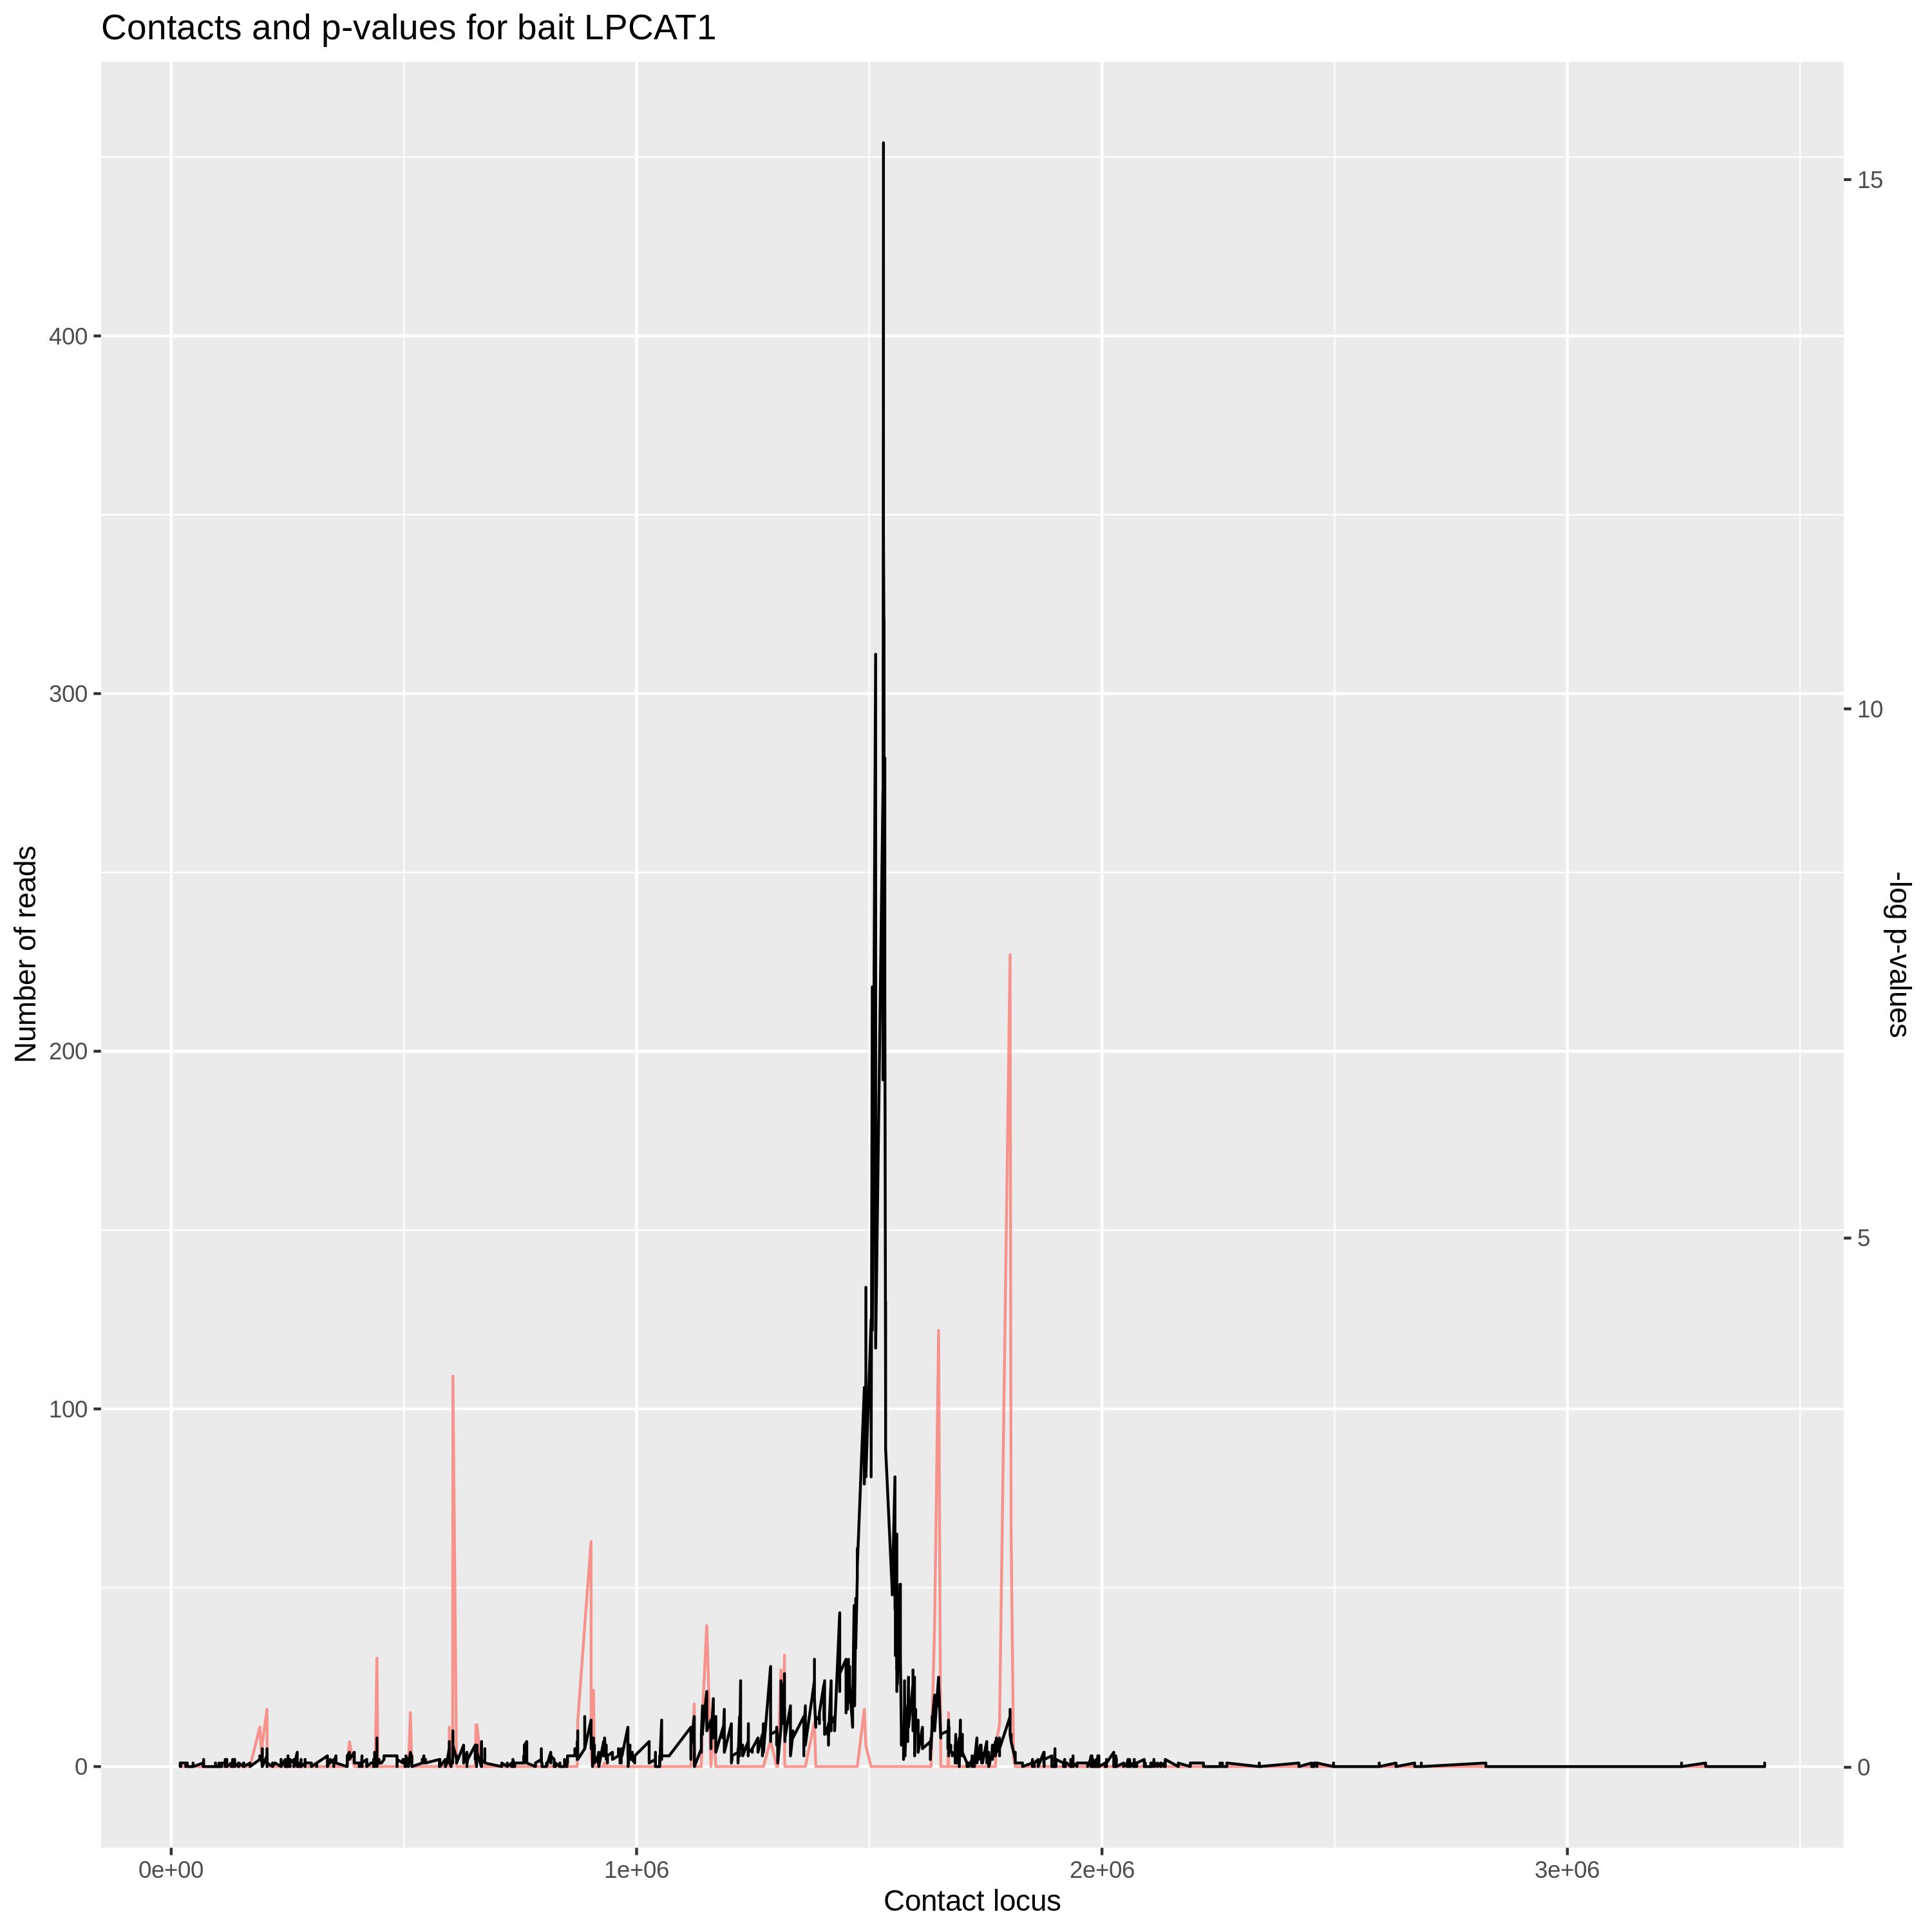 Contacts and p-values for bait LPCAT1
400
300
200
100
0
15
10
5
0
Number of reads
-log p-values
0e+00
1e+06
2e+06
3e+06
Contact locus